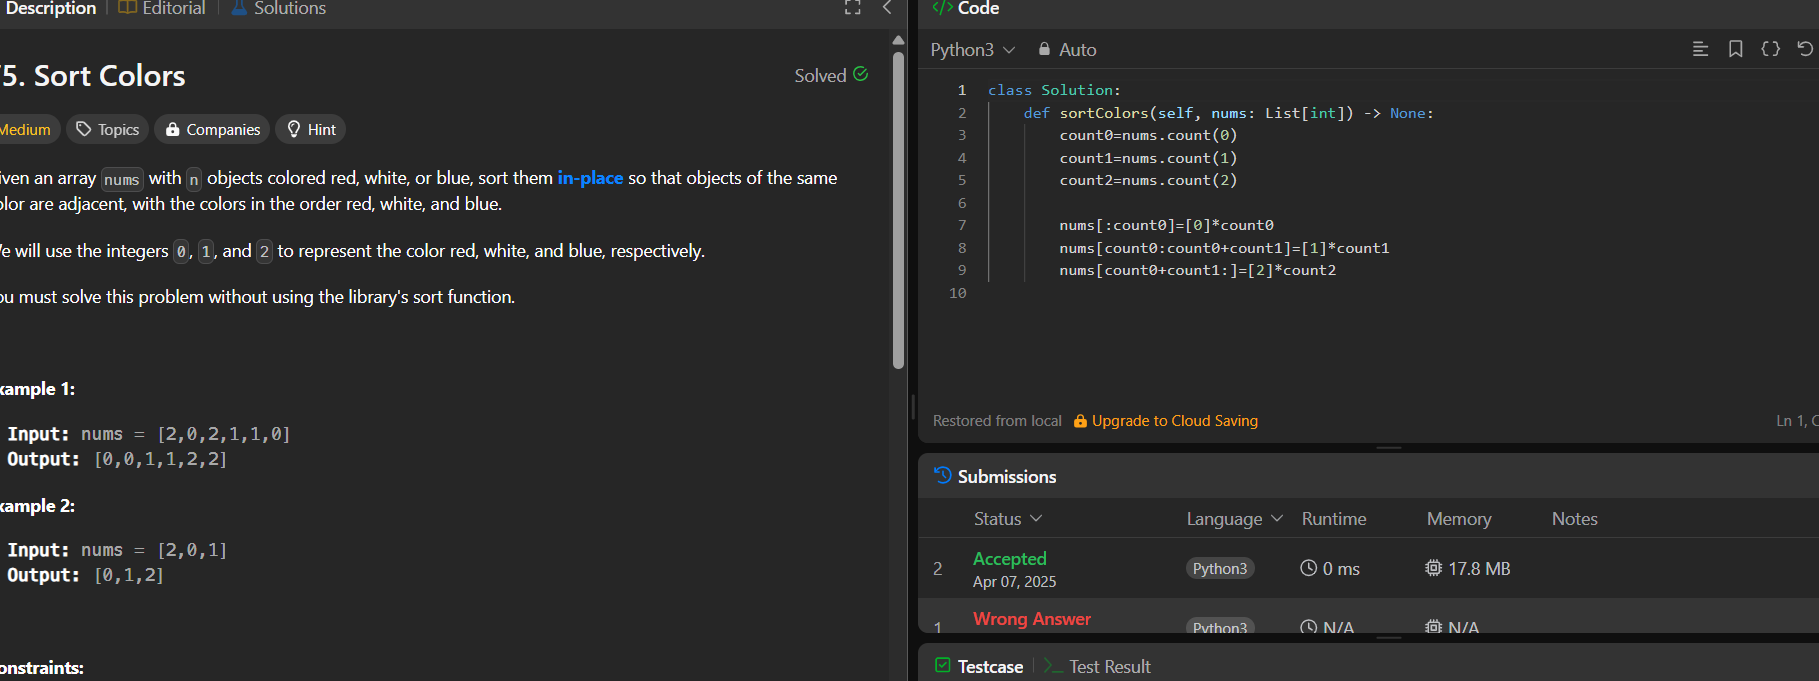 Description
Editorial
Solutions
5. Sort Colors
Solved
Medium
Topics
Companies
Hint
iven an array nums with n objects colored red, white, or blue, sort them in-place so that objects of the same
olor are adjacent, with the colors in the order red, white, and blue.
e will use the integers 0, 1, and 2 to represent the color red, white, and blue, respectively.
ou must solve this problem without using the library's sort function.
xample 1:
Input: nums = [2,0,2,1,1,0]
Output: [0,0,1,1,2,2]
xample 2:
Input: nums = [2,0,1]
Output: [0,1,2]
onstraints:
</> Code
Python3
Auto
1 class Solution:
2 def sortColors(self, nums: List[int]) -> None:
3 count0=nums.count(0)
4 count1=nums.count(1)
5 count2=nums.count(2)
6
7 nums[:count0]=[0]*count0
8 nums[count0:count0+count1]=[1]*count1
9 nums[count0+count1:]=[2]*count2
10
Restored from local
Upgrade to Cloud Saving
Ln 1, C
Submissions
Status Language Runtime Memory Notes
2 Accepted Python3 0 ms 17.8 MB
Apr 07, 2025
1 Wrong Answer Python3 N/A N/A
Testcase
Test Result